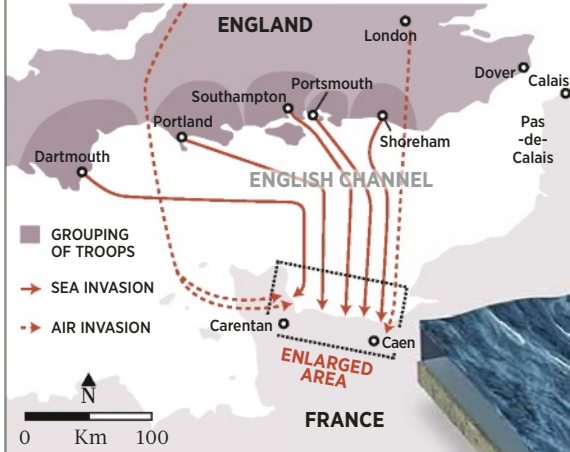 ENGLAND
London
Dover
Calais
Southampton
Portsmouth
Portland
Shoreham
Pas
-de-
Calais
Dartmouth
ENGLISH CHANNEL
GROUPING
OF TROOPS
SEA INVASION
AIR INVASION
Carentan
Caen
ENLARGED
AREA
N
FRANCE
0 Km 100